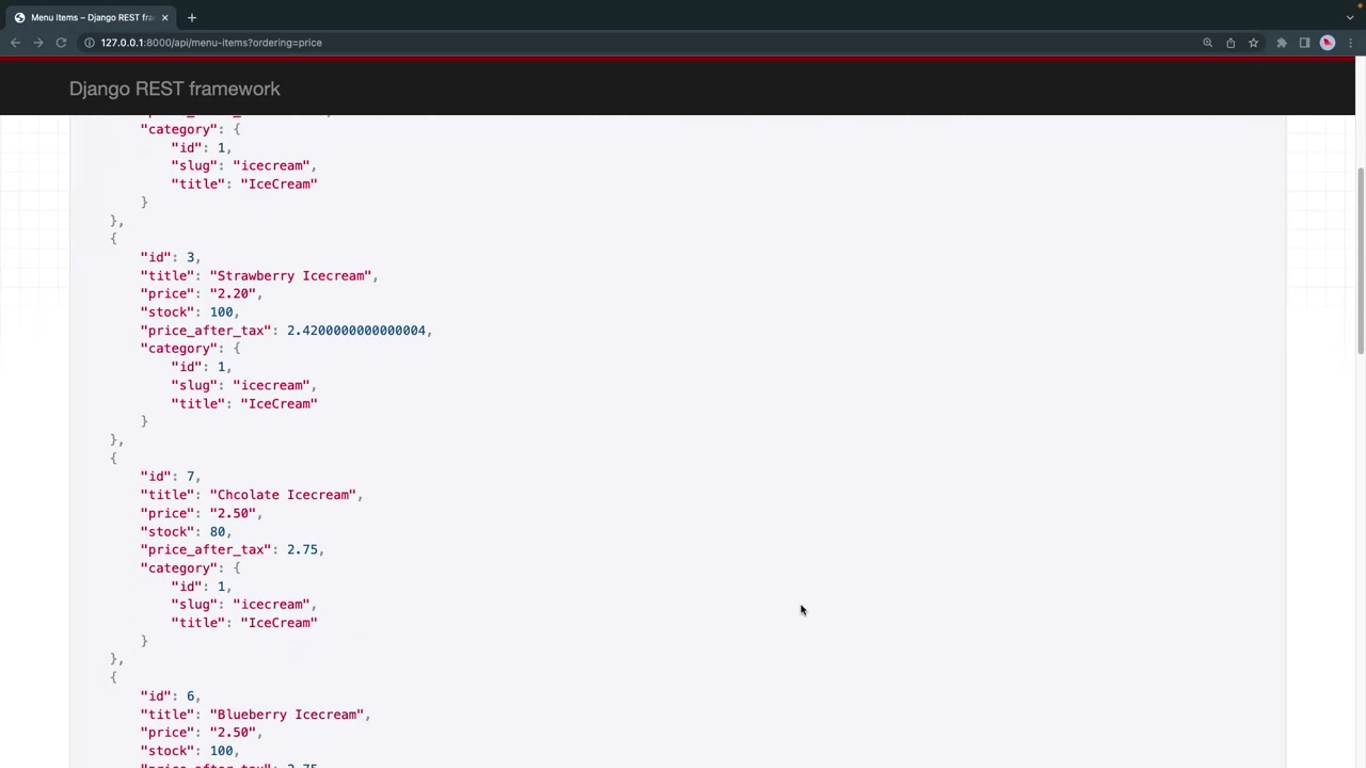 Menu Items – Django REST fra
127.0.0.1:8000/api/menu-items?ordering=price
Django REST framework
"category": {
"id": 1,
"slug": "icecream",
"title": "IceCream"
}
},
{
"id": 3,
"title": "Strawberry Icecream",
"price": "2.20",
"stock": 100,
"price_after_tax": 2.4200000000000004,
"category": {
"id": 1,
"slug": "icecream",
"title": "IceCream"
}
},
{
"id": 7,
"title": "Chcolate Icecream",
"price": "2.50",
"stock": 80,
"price_after_tax": 2.75,
"category": {
"id": 1,
"slug": "icecream",
"title": "IceCream"
}
},
{
"id": 6,
"title": "Blueberry Icecream",
"price": "2.50",
"stock": 100,
"price_after_tax": 2.75